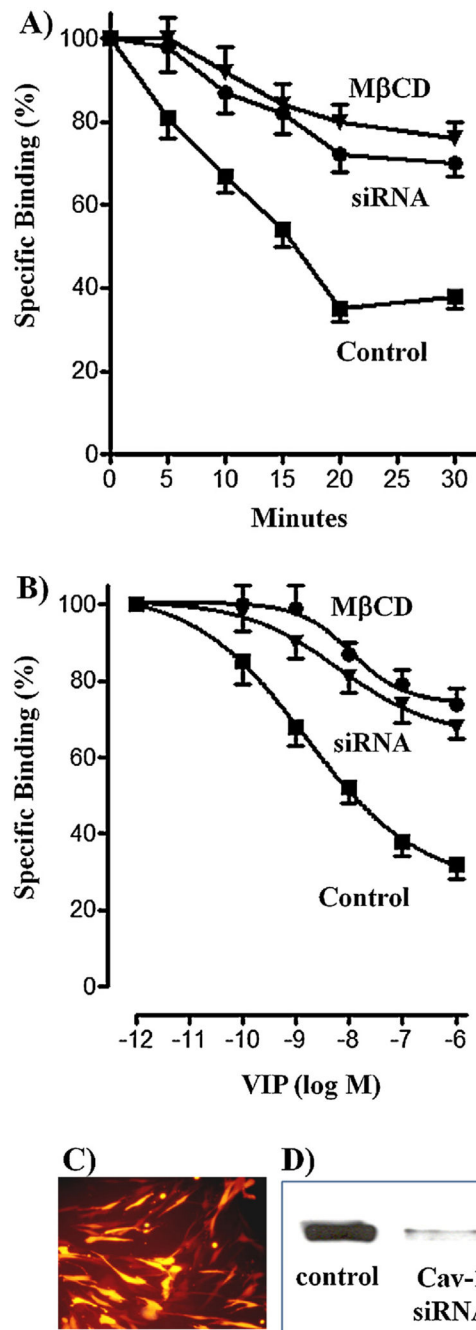 A)
100
80
60
40
20
0
Specific Binding (%)
MβCD
siRNA
Control
0 5 10 15 20 25 30
Minutes
B)
100
80
60
40
20
0
Specific Binding (%)
MβCD
siRNA
Control
-12 -11 -10 -9 -8 -7 -6
VIP (log M)
C) D)
control Cav-
siRNA